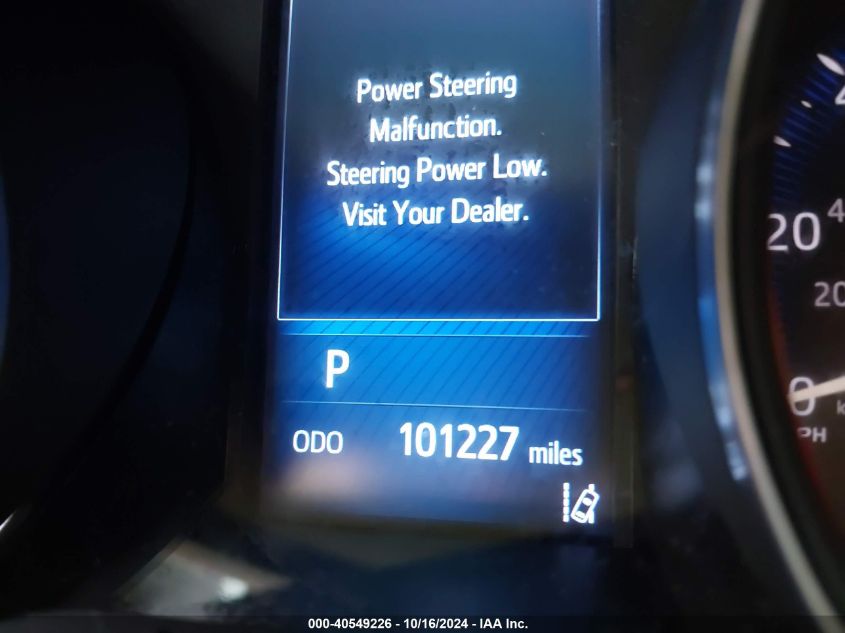 Power Steering
Malfunction.
Steering Power Low.
Visit Your Dealer.
P
ODO 101227 miles
20
20
0
000-40549226 - 10/16/2024 - IAA Inc.